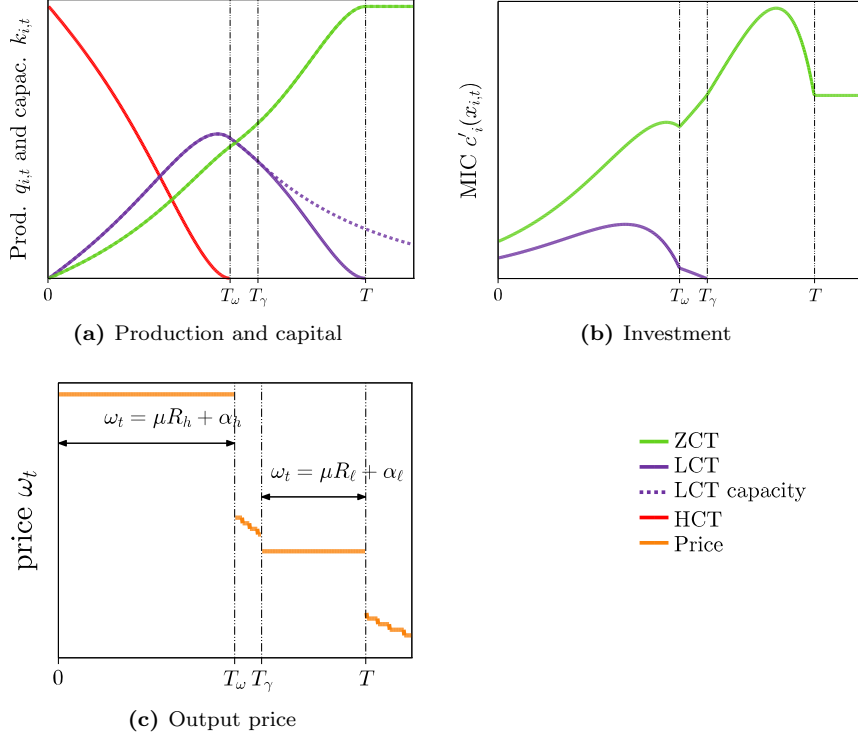 Prod. q_{i,t} and capac. k_{i,t}
0 T_ω T_γ T
(a) Production and capital
MIC c'_i(x_{i,t})
0 T_ω T_γ T
(b) Investment
price ω_t
ω_t = μR_h + α_h
ω_t = μR_ℓ + α_ℓ
0 T_ω T_γ T
(c) Output price
ZCT
LCT
LCT capacity
HCT
Price